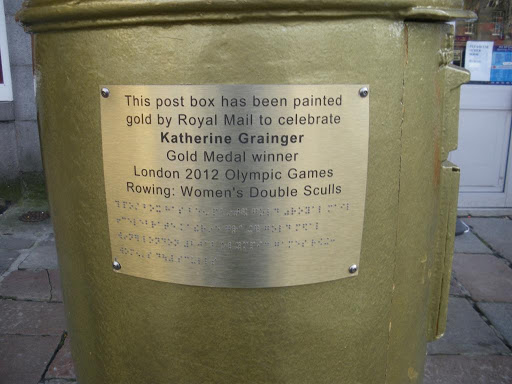 This post box has been painted
gold by Royal Mail to celebrate
Katherine Grainger
Gold Medal winner
London 2012 Olympic Games
Rowing: Women's Double Sculls